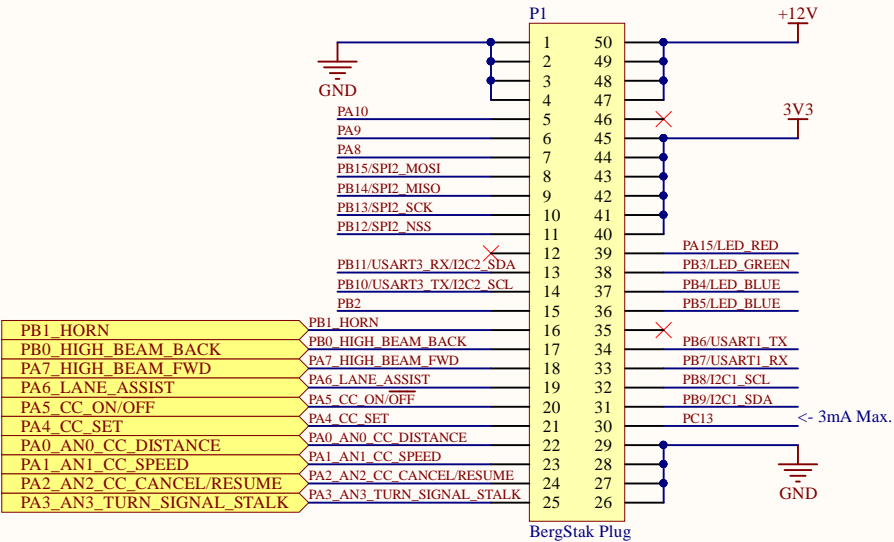 P1
+12V
1 50
2 49
3 48
GND
4 47
PA10 5 46
3V3
PA9 6 45
PA8 7 44
PB15/SPI2_MOSI 8 43
PB14/SPI2_MISO 9 42
PB13/SPI2_SCK 10 41
PB12/SPI2_NSS 11 40
12 39 PA15/LED_RED
PB11/USART3_RX/I2C2_SDA 13 38 PB3/LED_GREEN
PB10/USART3_TX/I2C2_SCL 14 37 PB4/LED_BLUE
PB2 15 36 PB5/LED_BLUE
PB1_HORN PB1_HORN 16 35
PB0_HIGH_BEAM_BACK PB0_HIGH_BEAM_BACK 17 34 PB6/USART1_TX
PA7_HIGH_BEAM_FWD PA7_HIGH_BEAM_FWD 18 33 PB7/USART1_RX
PA6_LANE_ASSIST PA6_LANE_ASSIST 19 32 PB8/I2C1_SCL
PA5_CC_ON/OFF PA5_CC_ON/OFF 20 31 PB9/I2C1_SDA
PA4_CC_SET PA4_CC_SET 21 30 PC13 <- 3mA Max.
PA0_AN0_CC_DISTANCE PA0_AN0_CC_DISTANCE 22 29
PA1_AN1_CC_SPEED PA1_AN1_CC_SPEED 23 28
PA2_AN2_CC_CANCEL/RESUME PA2_AN2_CC_CANCEL/RESUME 24 27
GND
PA3_AN3_TURN_SIGNAL_STALK PA3_AN3_TURN_SIGNAL_STALK 25 26
BergStak Plug